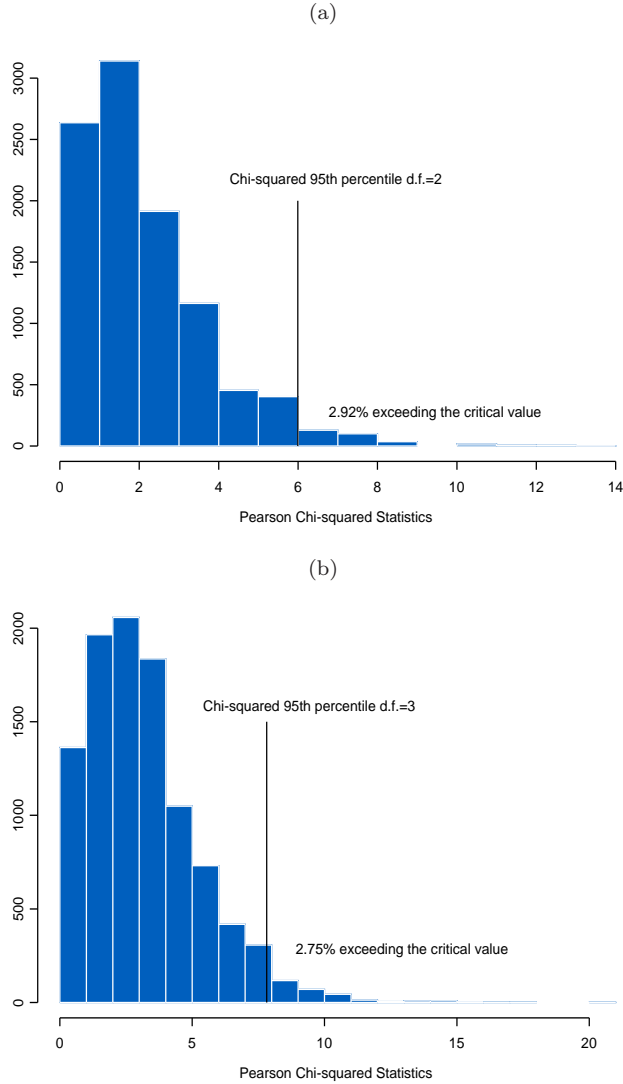 (a)
3000
2500
2000
1500
1000
500
0
Chi-squared 95th percentile d.f.=2
2.92% exceeding the critical value
0 2 4 6 8 10 12 14
Pearson Chi-squared Statistics
(b)
2000
1500
1000
500
0
Chi-squared 95th percentile d.f.=3
2.75% exceeding the critical value
0 5 10 15 20
Pearson Chi-squared Statistics